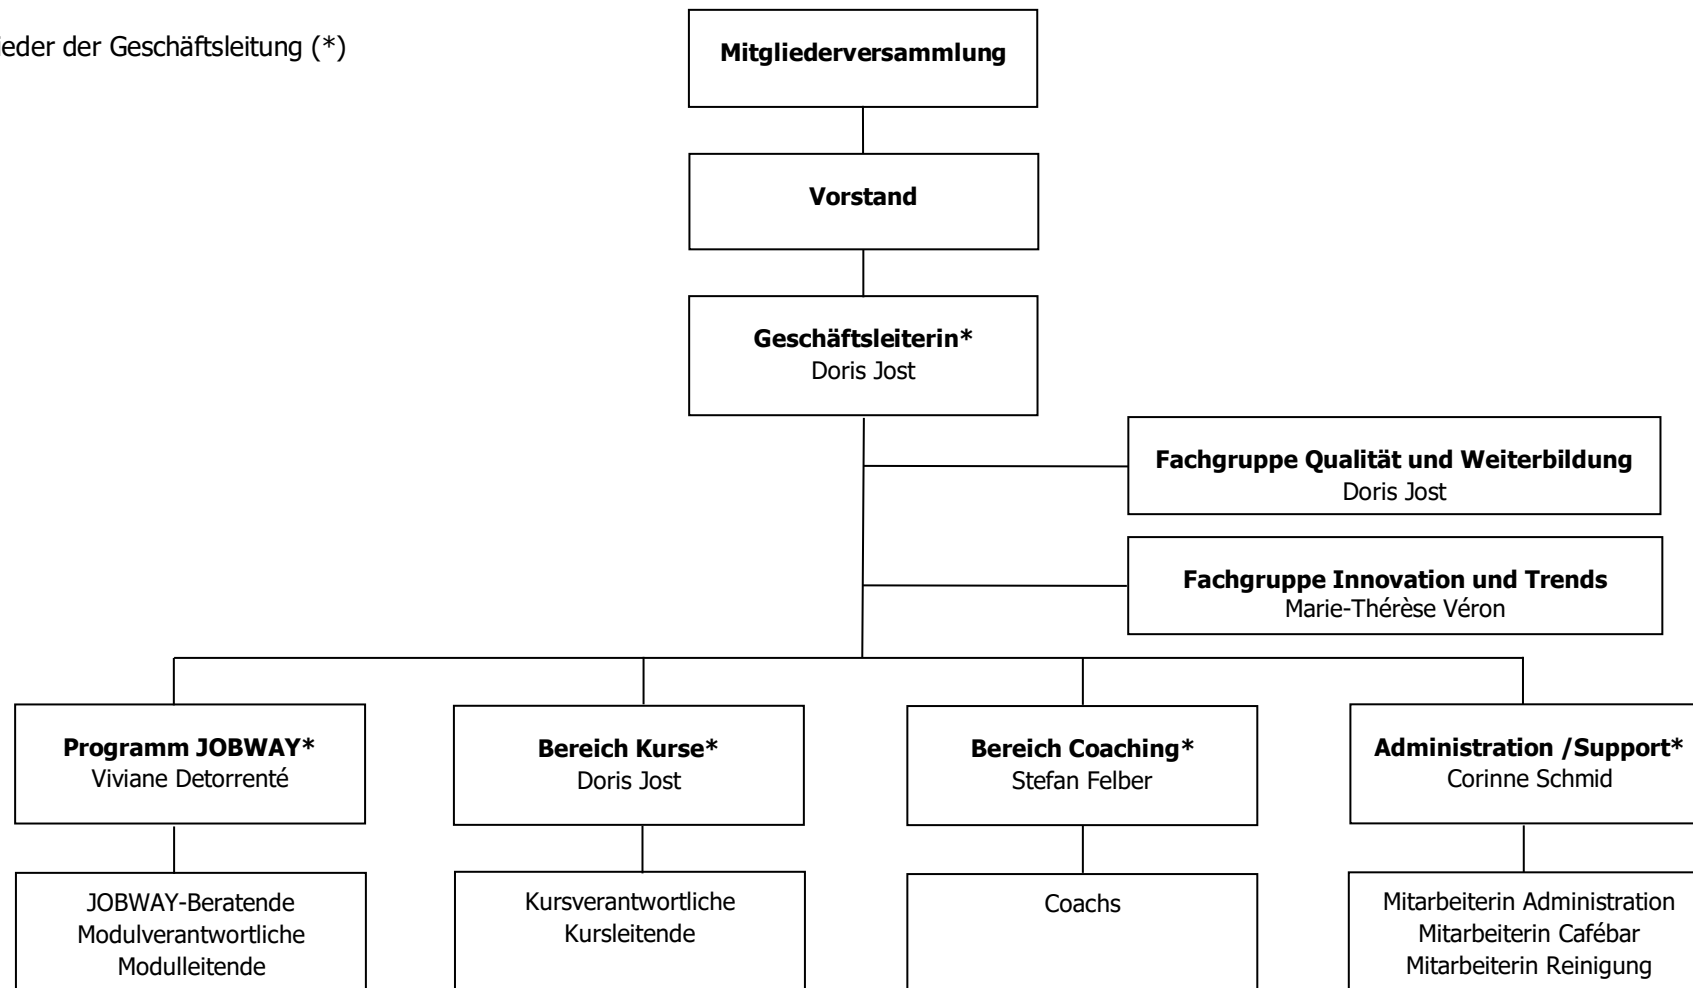 der Geschäftsleitung (*)
Mitgliederversammlung
Vorstand
Geschäftsleiterin*
Doris Jost
Fachgruppe Qualität und Weiterbildung
Doris Jost
Fachgruppe Innovation und Trends
Marie-Thérèse Véron
Programm JOBWAY*
Viviane Detorrenté
Bereich Kurse*
Doris Jost
Bereich Coaching*
Stefan Felber
Administration /Support*
Corinne Schmid
JOBWAY-Beratende
Modulverantwortliche
Modulleitende
Kursverantwortliche
Kursleitende
Coachs
Mitarbeiterin Administration
Mitarbeiterin Cafébar
Mitarbeiterin Reinigung